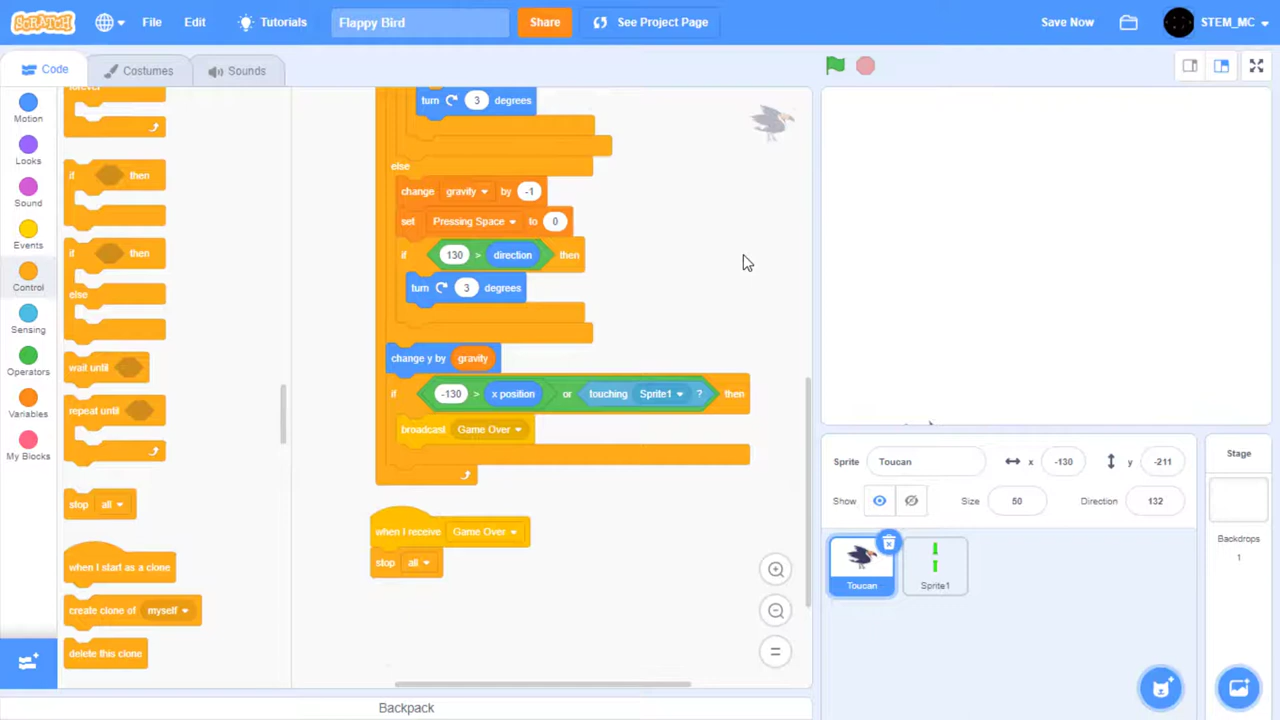 SCRATCH File Edit Tutorials Flappy Bird Share See Project Page Save Now STEM_MC
Code Costumes Sounds
Motion
Looks
Sound
Events
Control
Sensing
Operators
Variables
My Blocks
forever
if then
if then
else
wait until
repeat until
stop all
when I start as a clone
create clone of myself
delete this clone
turn 3 degrees
else
change gravity by -1
set Pressing Space to 0
if 130 > direction then
turn 3 degrees
change y by gravity
if -130 > x position or touching Sprite1 ? then
broadcast Game Over
when I receive Game Over
stop all
Sprite Toucan x -130 y -211
Show Size 50 Direction 132
Toucan Sprite1
Stage
Backdrops
1
Backpack